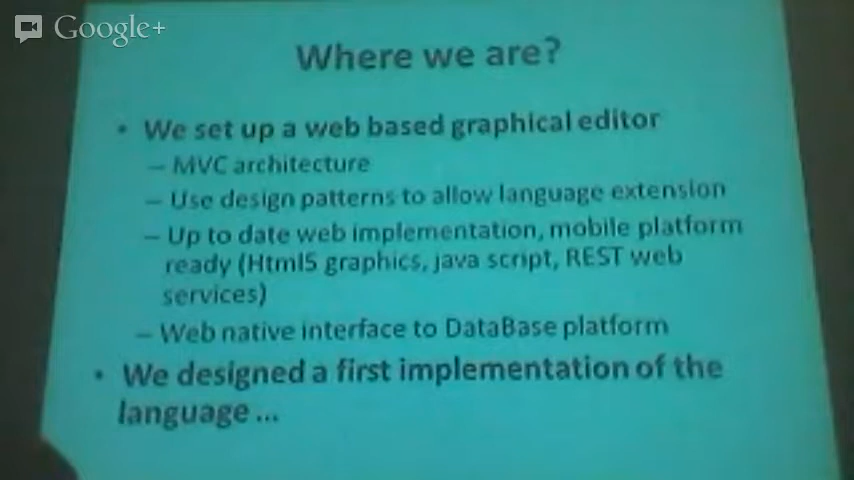 Google+
Where we are?
• We set up a web based graphical editor
– MVC architecture
– Use design patterns to allow language extension
– Up to date web implementation, mobile platform
ready (Html5 graphics, java script, REST web
services)
– Web native interface to DataBase platform
• We designed a first implementation of the
language ...